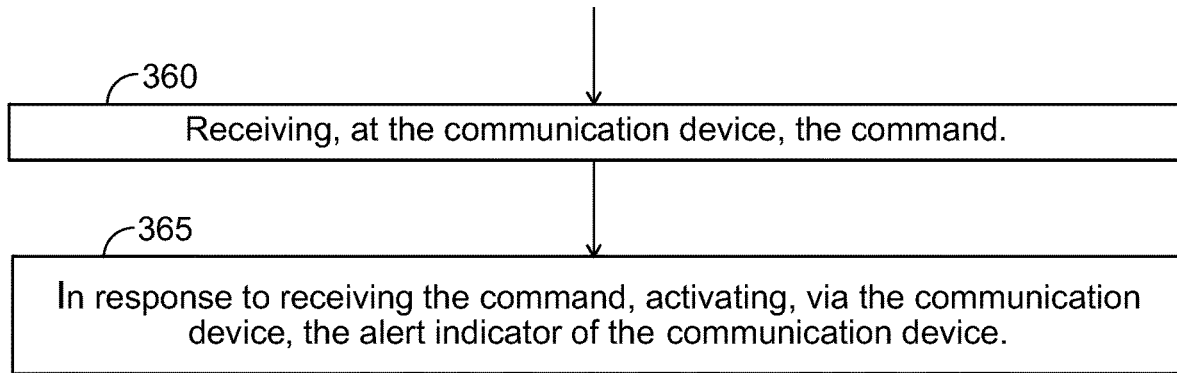 360
Receiving, at the communication device, the command.
365
In response to receiving the command, activating, via the communication
device, the alert indicator of the communication device.